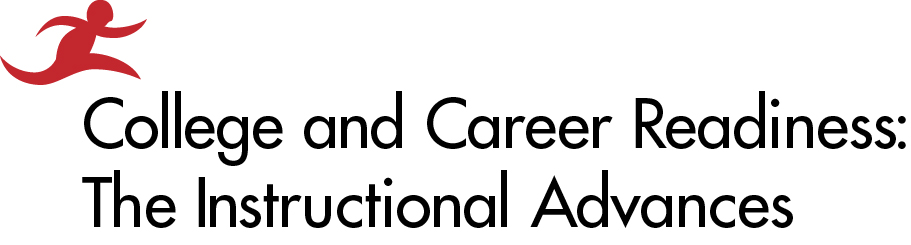 College and Career Readiness:
The Instructional Advances